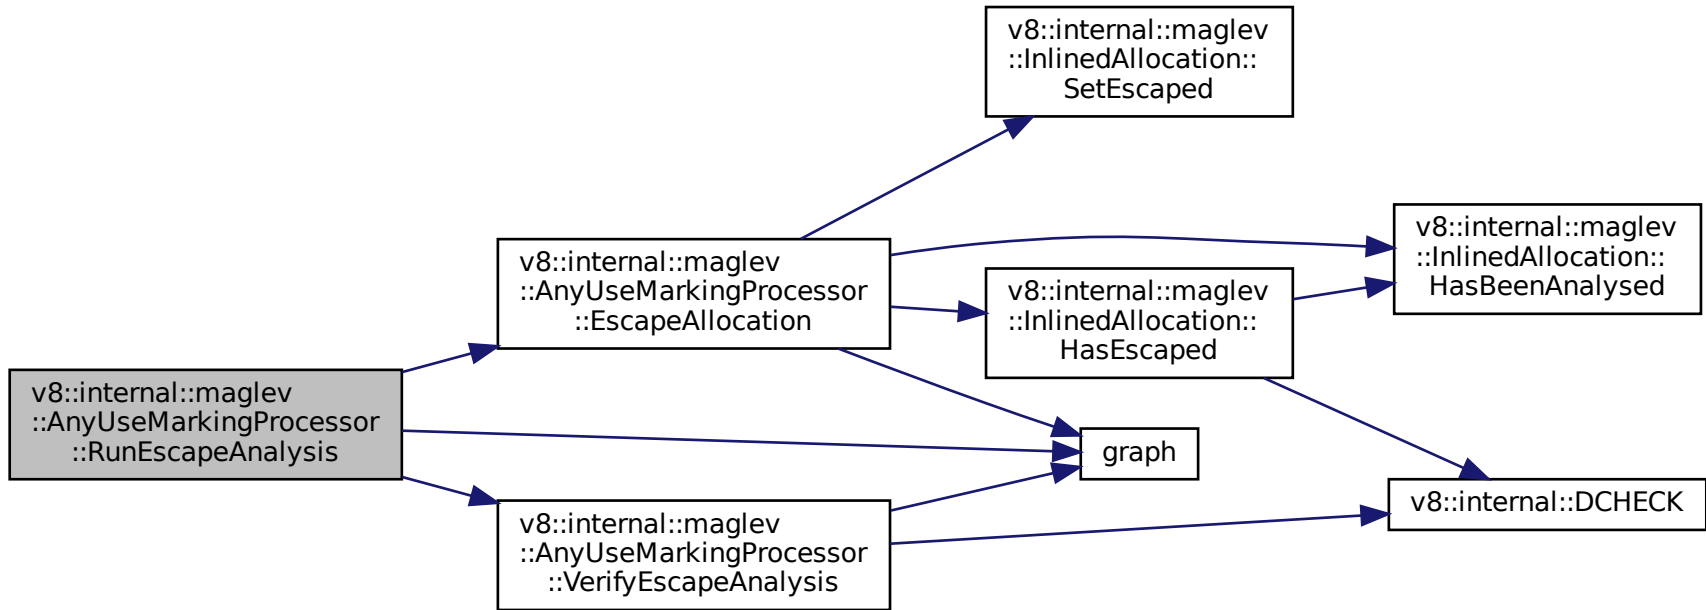 v8::internal::maglev
::InlinedAllocation::
SetEscaped
v8::internal::maglev
::AnyUseMarkingProcessor
::EscapeAllocation
v8::internal::maglev
::InlinedAllocation::
HasBeenAnalysed
v8::internal::maglev
::InlinedAllocation::
HasEscaped
v8::internal::maglev
::AnyUseMarkingProcessor
::RunEscapeAnalysis
graph
v8::internal::DCHECK
v8::internal::maglev
::AnyUseMarkingProcessor
::VerifyEscapeAnalysis